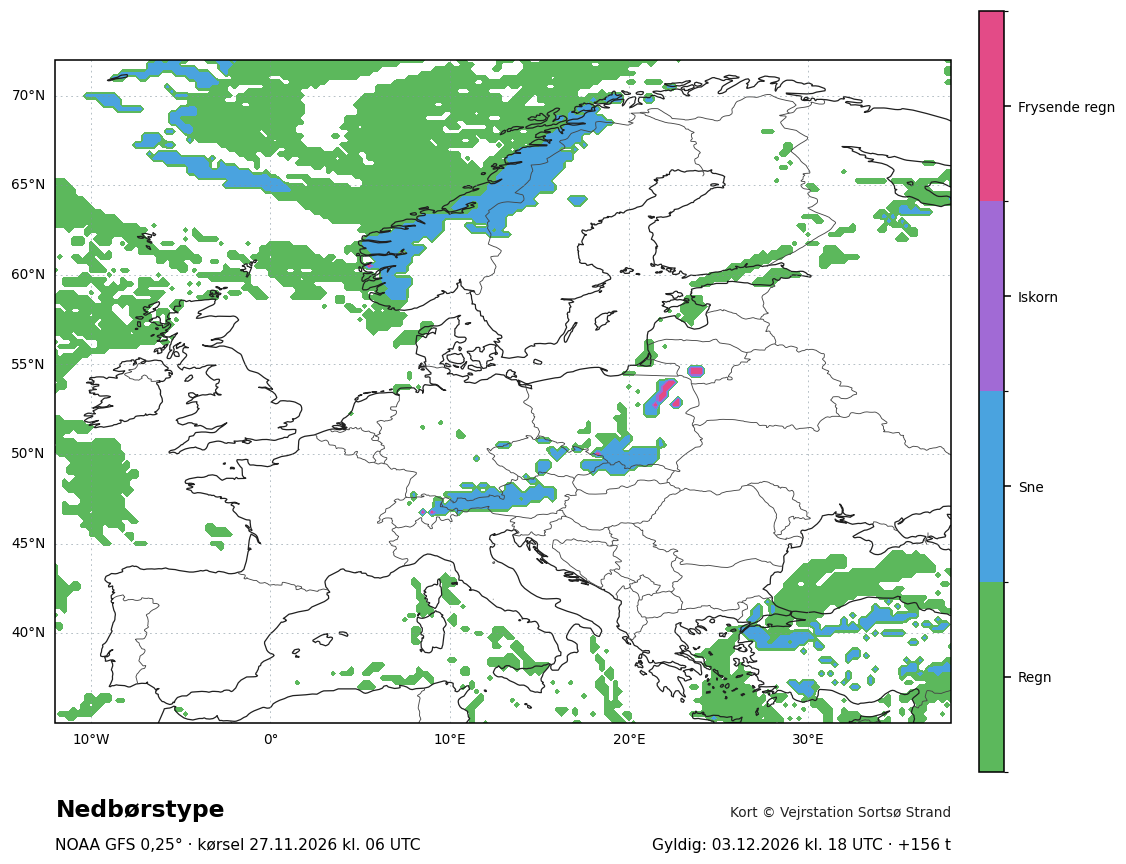 Frysende regn
Iskorn
Sne
Regn
70°N
65°N
60°N
55°N
50°N
45°N
40°N
10°W
0°
10°E
20°E
30°E
Nedbørstype
Kort © Vejrstation Sortsø Strand
NOAA GFS 0,25° · kørsel 27.11.2026 kl. 06 UTC
Gyldig: 03.12.2026 kl. 18 UTC · +156 t